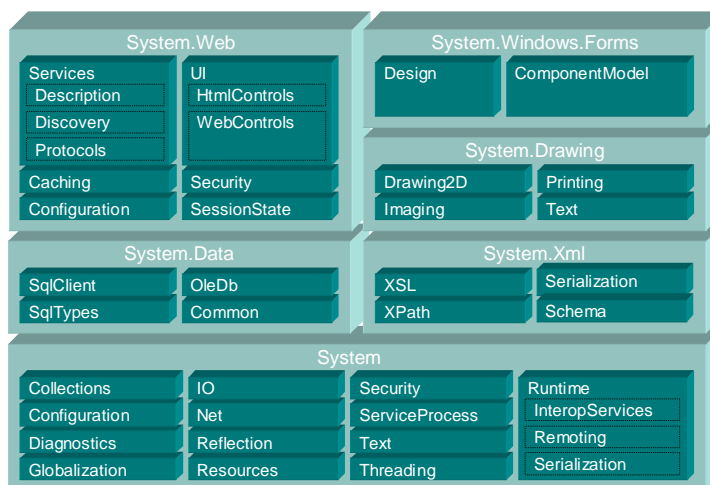 System.Web
Services
Description
Discovery
Protocols
UI
HtmlControls
WebControls
Caching
Security
Configuration
SessionState
System.Windows.Forms
Design
ComponentModel
System.Drawing
Drawing2D
Printing
Imaging
Text
System.Data
SqlClient
OleDb
SqlTypes
Common
System.Xml
XSL
Serialization
XPath
Schema
System
Collections
Configuration
Diagnostics
Globalization
IO
Net
Reflection
Resources
Security
ServiceProcess
Text
Threading
Runtime
InteropServices
Remoting
Serialization